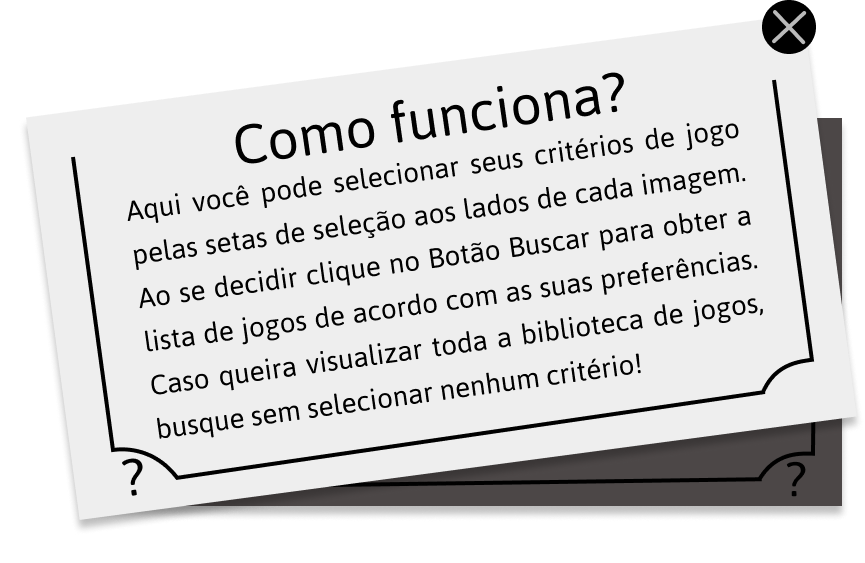 Como funciona?
Aqui você pode selecionar seus critérios de jogo
pelas setas de seleção aos lados de cada imagem.
Ao se decidir clique no Botão Buscar para obter a
lista de jogos de acordo com as suas preferências.
Caso queira visualizar toda a biblioteca de jogos,
busque sem selecionar nenhum critério!
?
?